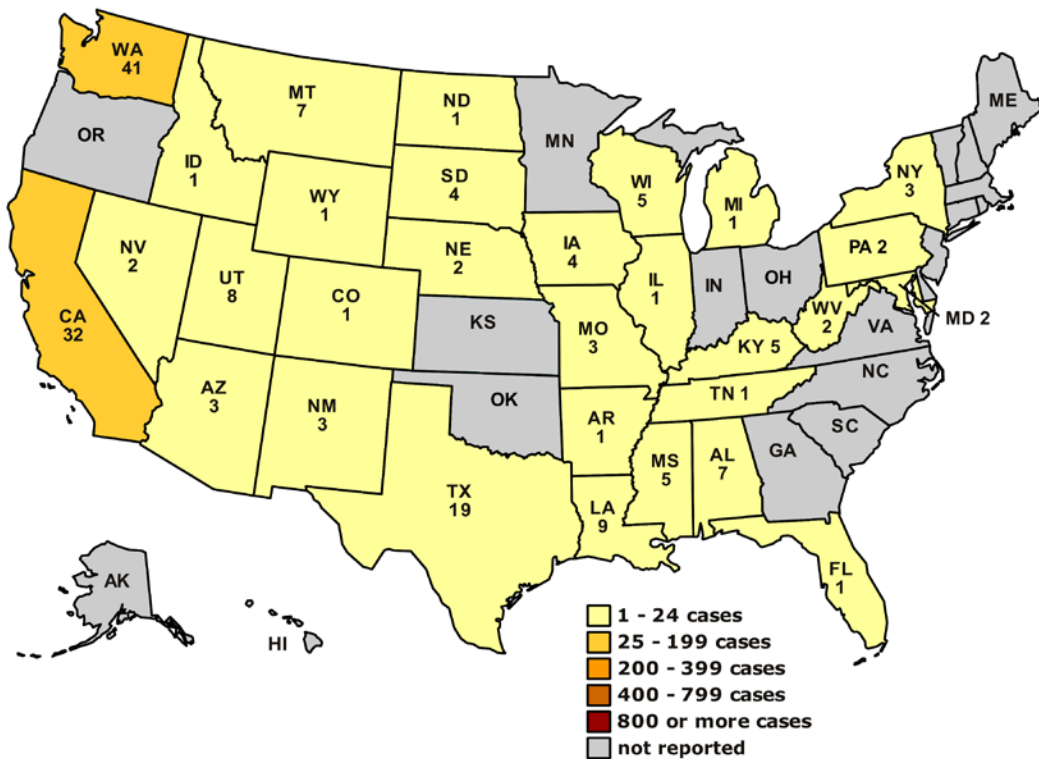 WA
41
OR
CA
32
NV
2
ID
1
MT
7
WY
1
UT
8
CO
1
AZ
3
NM
3
ND
1
SD
4
NE
2
KS
OK
TX
19
MN
IA
4
MO
3
AR
1
LA
9
WI
5
IL
1
MI
1
IN
OH
KY 5
TN 1
MS
5
AL
7
GA
FL
1
SC
NC
VA
WV
2
MD 2
PA 2
NY
3
ME
AK
HI
1 - 24 cases
25 - 199 cases
200 - 399 cases
400 - 799 cases
800 or more cases
not reported